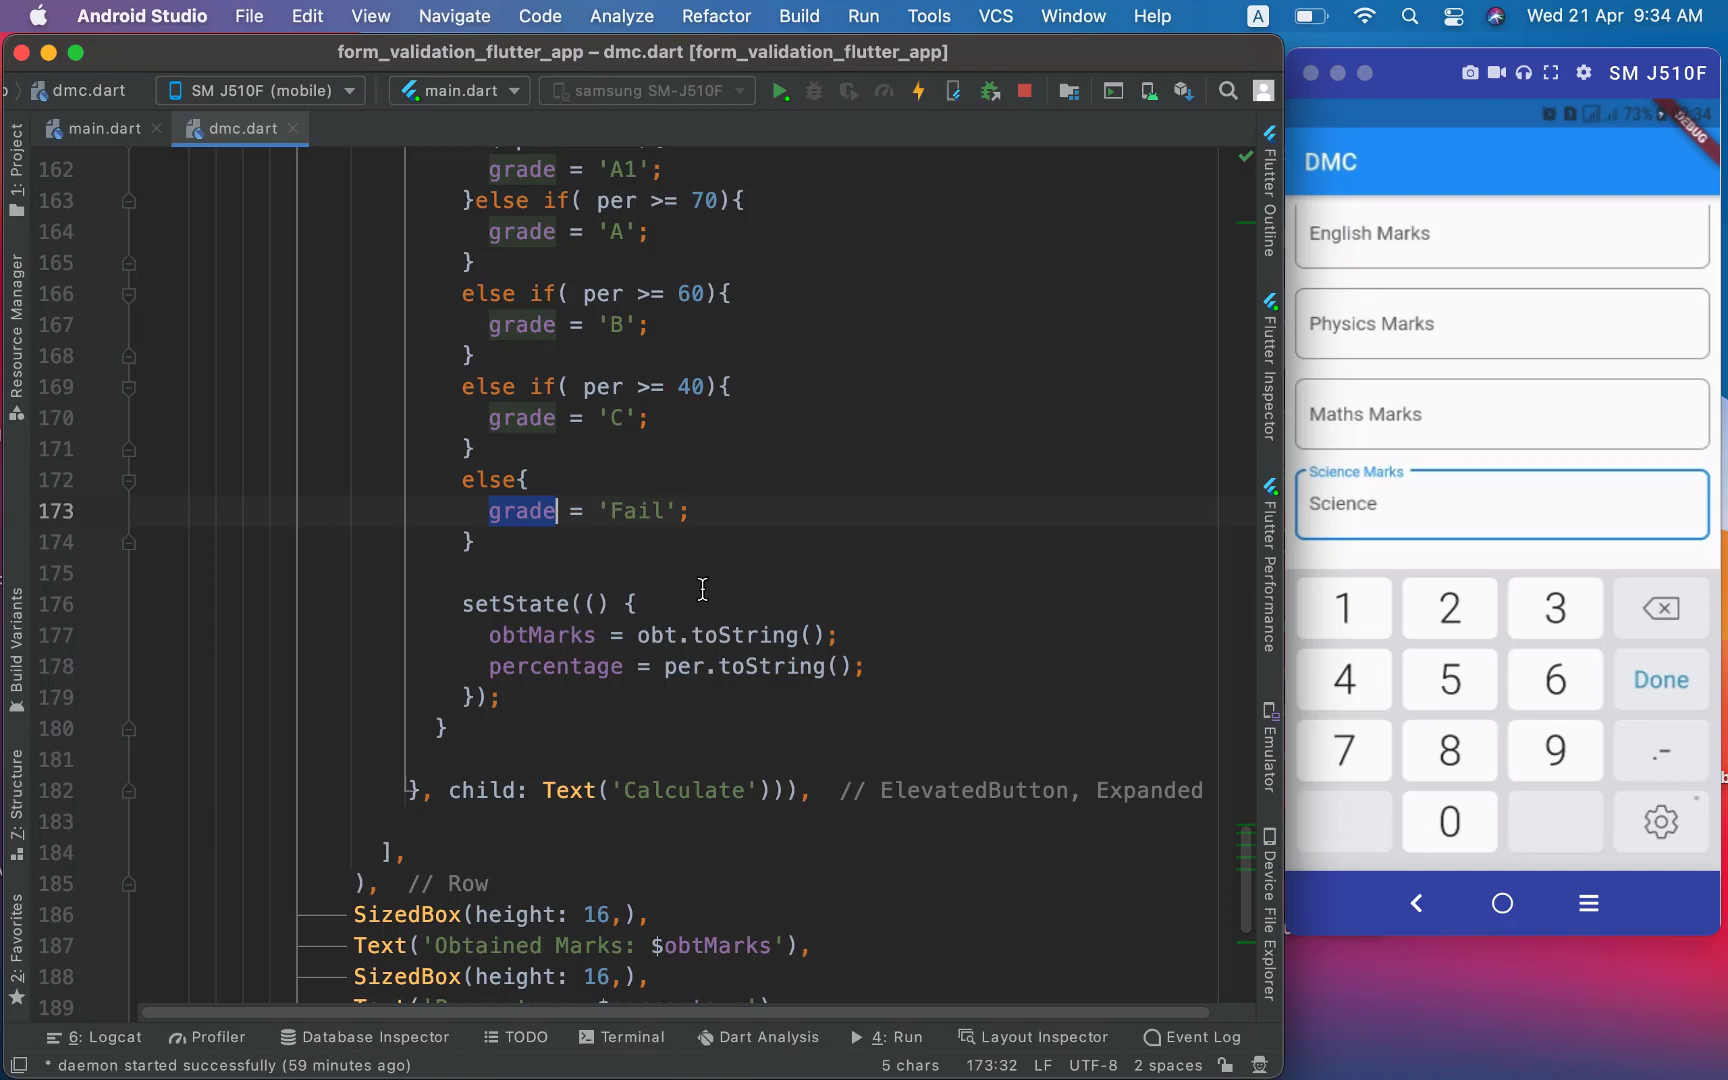 Android Studio File Edit View Navigate Code Analyze Refactor Build Run Tools VCS Window Help A Wed 21 Apr 9:34 AM
form_validation_flutter_app – dmc.dart [form_validation_flutter_app]
dmc.dart SM J510F (mobile) main.dart samsung SM-J510F
main.dart dmc.dart
162 grade = 'A1';
163 }else if( per >= 70){
164 grade = 'A';
165 }
166 else if( per >= 60){
167 grade = 'B';
168 }
169 else if( per >= 40){
170 grade = 'C';
171 }
172 else{
173 grade = 'Fail';
174 }
175
176 setState(() {
177 obtMarks = obt.toString();
178 percentage = per.toString();
179 });
180 }
181
182 }, child: Text('Calculate'))), // ElevatedButton, Expanded
183
184 ],
185 ), // Row
186 SizedBox(height: 16,),
187 Text('Obtained Marks: $obtMarks'),
188 SizedBox(height: 16,),
189
1: Project
Resource Manager
Build Variants
7: Structure
2: Favorites
Flutter Outline
Flutter Inspector
Flutter Performance
Emulator
Device File Explorer
6: Logcat Profiler Database Inspector TODO Terminal Dart Analysis 4: Run Layout Inspector Event Log
* daemon started successfully (59 minutes ago) 5 chars 173:32 LF UTF-8 2 spaces
SM J510F
73% 34
DEBUG
DMC
English Marks
Physics Marks
Maths Marks
Science Marks
Science
1 2 3
4 5 6 Done
7 8 9 .-
0